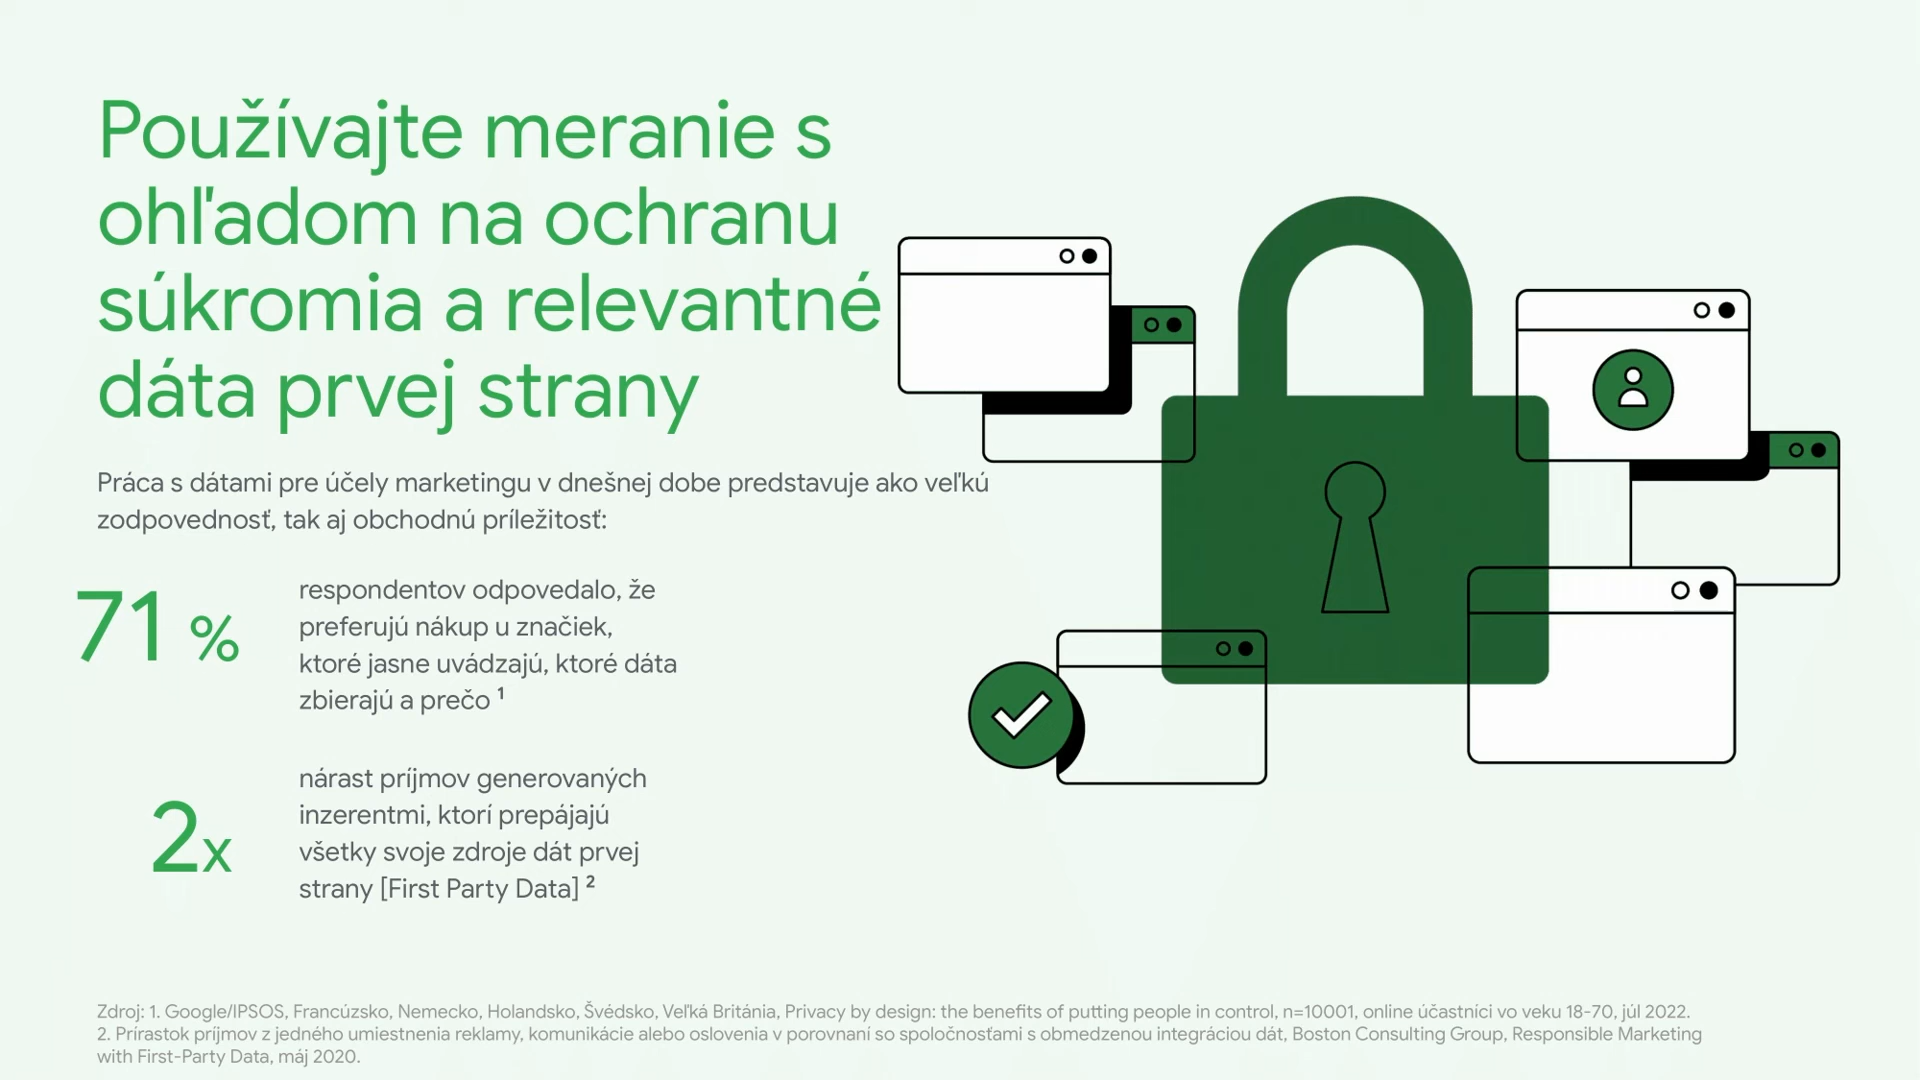 Používajte meranie s
ohľadom na ochranu
súkromia a relevantné
dáta prvej strany
Práca s dátami pre účely marketingu v dnešnej dobe predstavuje ako veľkú
zodpovednosť, tak aj obchodnú príležitosť:
71 %
respondentov odpovedalo, že
preferujú nákup u značiek,
ktoré jasne uvádzajú, ktoré dáta
zbierajú a prečo ¹
2x
nárast príjmov generovaných
inzerentmi, ktorí prepájajú
všetky svoje zdroje dát prvej
strany [First Party Data] ²
Zdroj: 1. Google/IPSOS, Francúzsko, Nemecko, Holandsko, Švédsko, Veľká Británia, Privacy by design: the benefits of putting people in control, n=10001, online účastníci vo veku 18-70, júl 2022.
2. Prírastok príjmov z jedného umiestnenia reklamy, komunikácie alebo oslovenia v porovnaní so spoločnosťami s obmedzenou integráciou dát, Boston Consulting Group, Responsible Marketing
with First-Party Data, máj 2020.